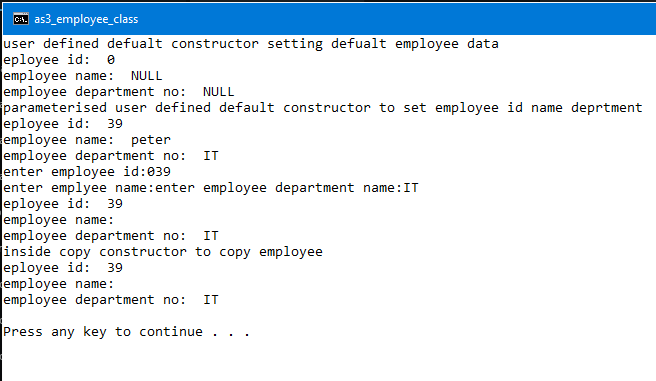 as3_employee_class
user defined defualt constructor setting defualt employee data
eployee id:  0
employee name:  NULL
employee department no:  NULL
parameterised user defined default constructor to set employee id name deprtment
eployee id:  39
employee name:  peter
employee department no:  IT
enter employee id:039
enter emplyee name:enter employee department name:IT
eployee id:  39
employee name:
employee department no:  IT
inside copy constructor to copy employee
eployee id:  39
employee name:
employee department no:  IT
Press any key to continue . . .